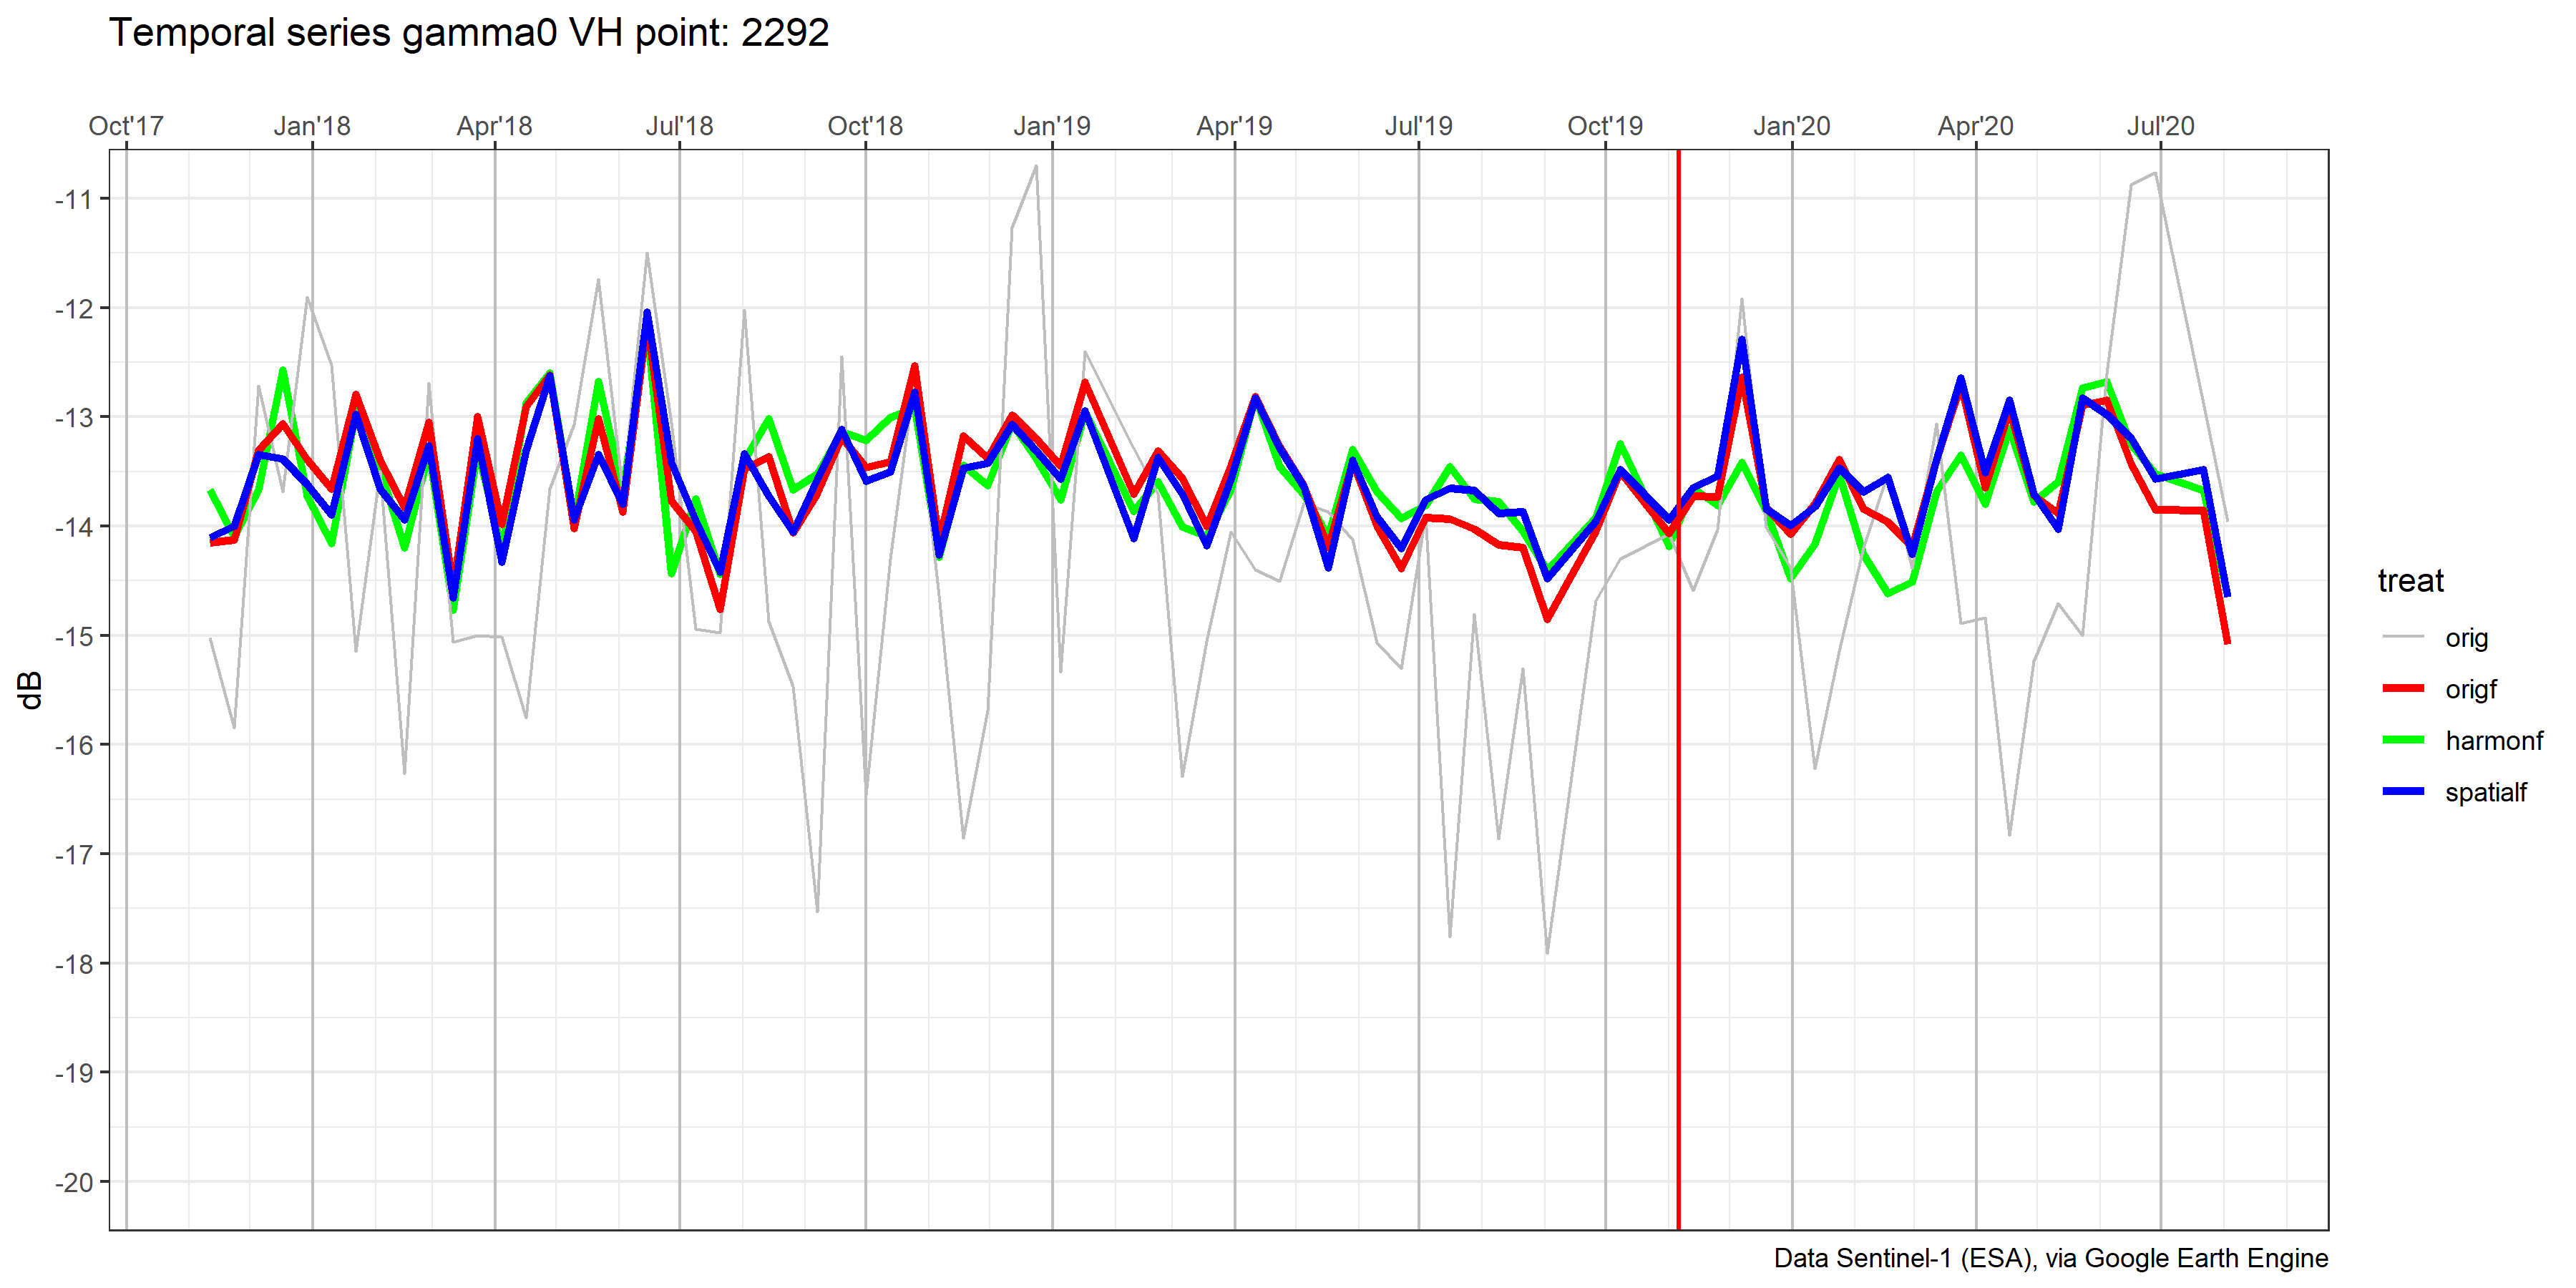 Temporal series gamma0 VH point: 2292
Oct'17 Jan'18 Apr'18 Jul'18 Oct'18 Jan'19 Apr'19 Jul'19 Oct'19 Jan'20 Apr'20 Jul'20
-11
-12
-13
-14
-15
-16
-17
-18
-19
-20
dB
treat
orig
origf
harmonf
spatialf
Data Sentinel-1 (ESA), via Google Earth Engine